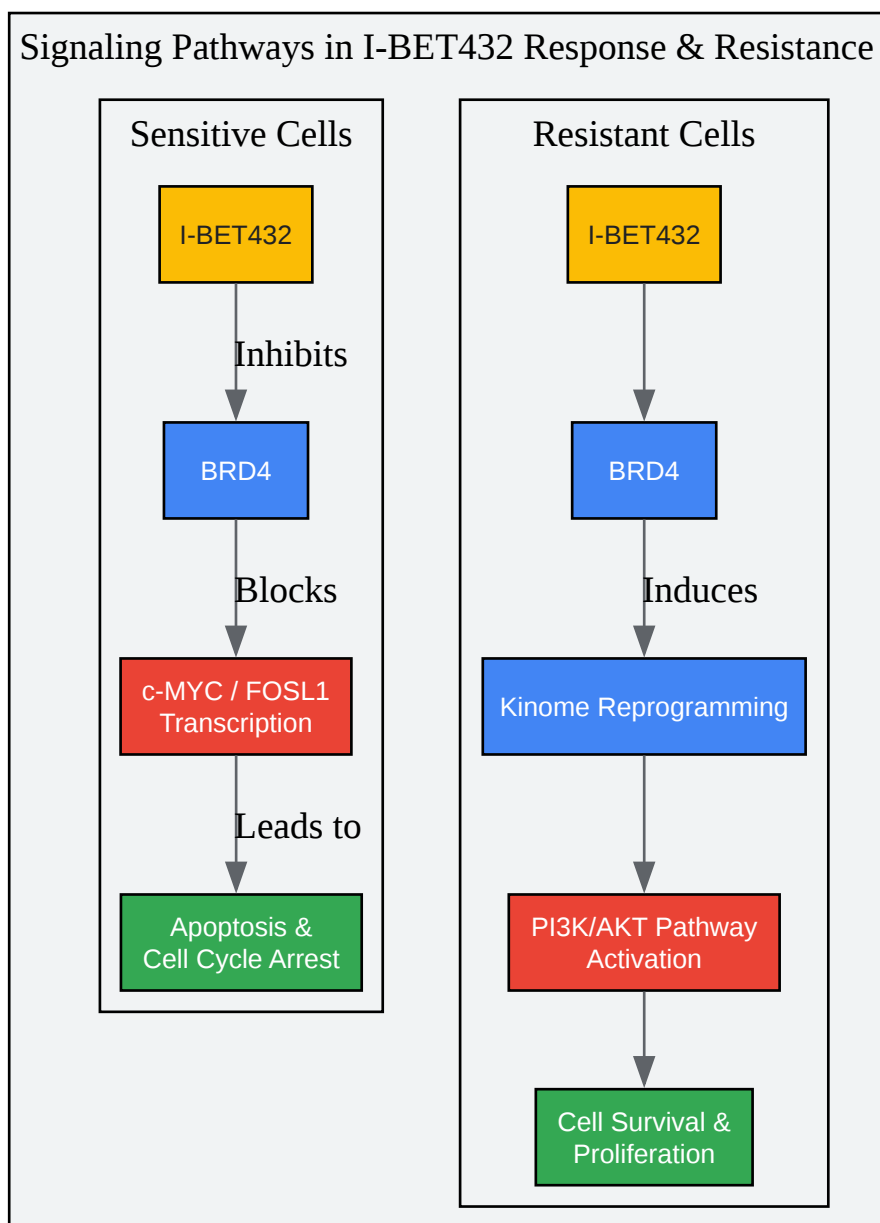 Signaling Pathways in I-BET432 Response & Resistance
Sensitive Cells
I-BET432
Inhibits
BRD4
Blocks
c-MYC / FOSL1
Transcription
Leads to
Apoptosis &
Cell Cycle Arrest
Resistant Cells
I-BET432
BRD4
Induces
Kinome Reprogramming
PI3K/AKT Pathway
Activation
Cell Survival &
Proliferation